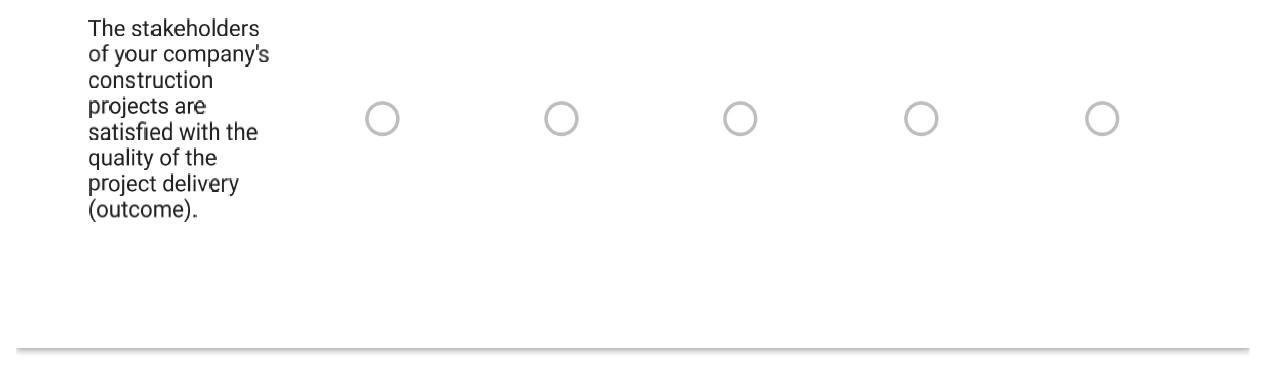 The stakeholders
of your company's
construction
projects are
satisfied with the
quality of the
project delivery
(outcome).